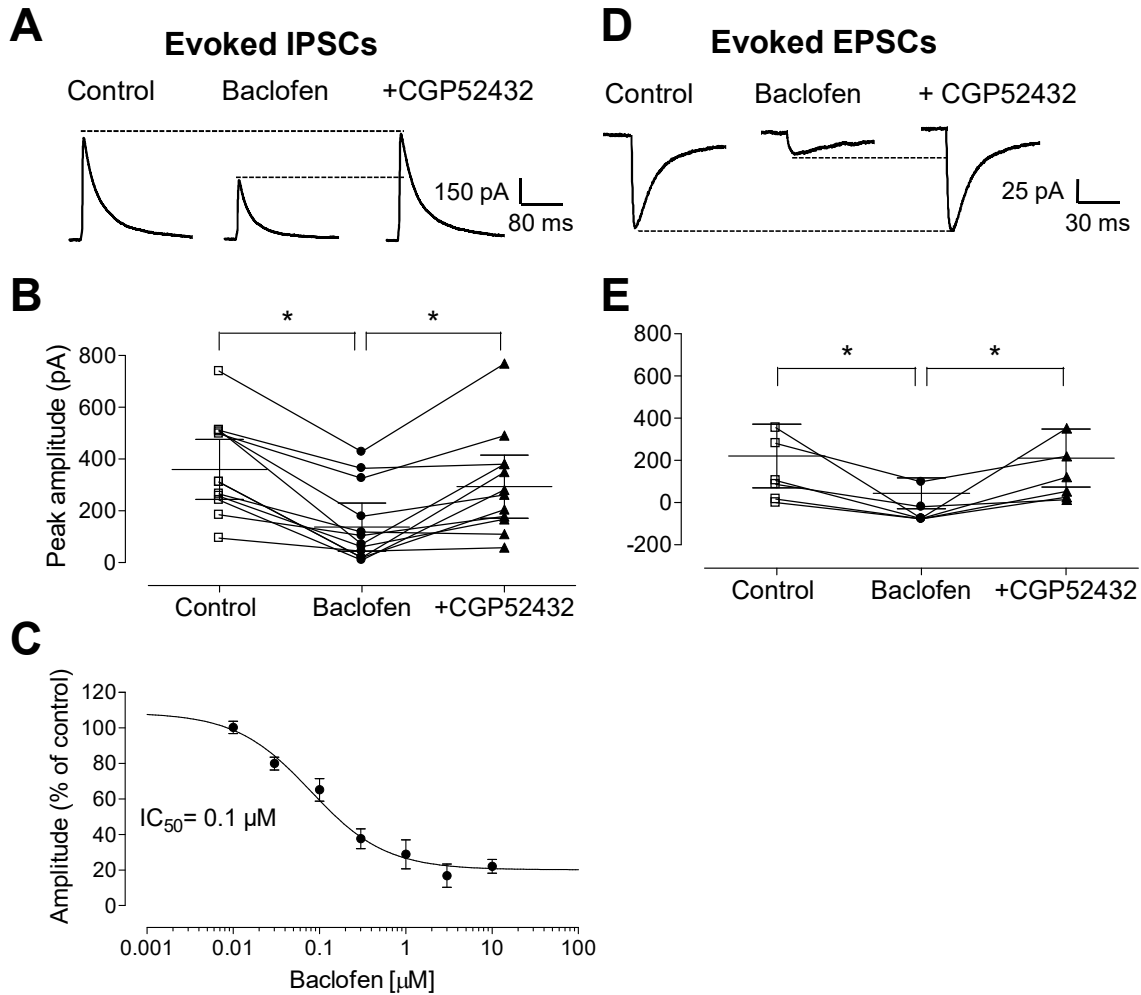 A
Evoked IPSCs
Control Baclofen +CGP52432
150 pA
80 ms
D
Evoked EPSCs
Control Baclofen + CGP52432
25 pA
30 ms
B
Peak amplitude (pA)
800
600
400
200
0
* *
Control Baclofen +CGP52432
E
800
600
400
200
0
-200
* *
Control Baclofen +CGP52432
C
Amplitude (% of control)
120
100
80
60
40
20
0
IC50= 0.1 µM
0.001 0.01 0.1 1 10 100
Baclofen [µM]